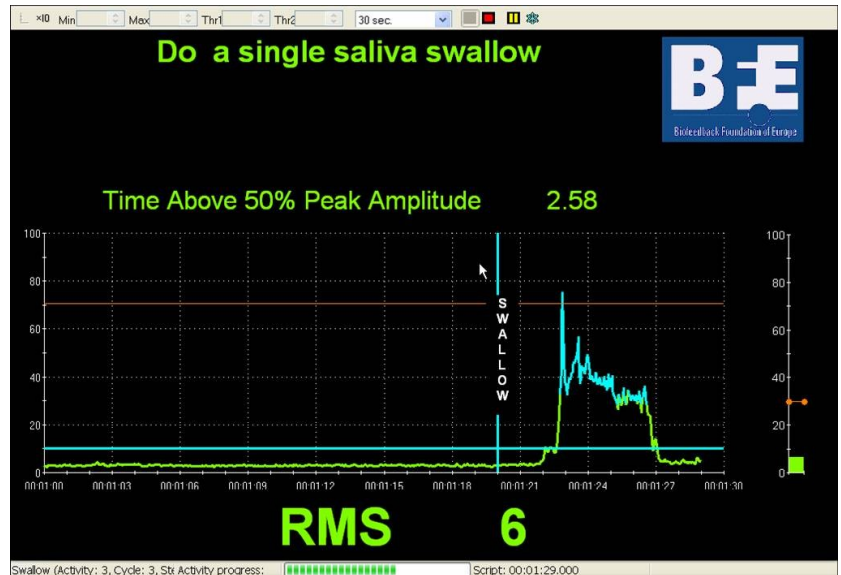 ×10 Min Max Thr1 Thr2 30 sec.
Do a single saliva swallow
BFE
Biofeedback Foundation of Europe
Time Above 50% Peak Amplitude 2.58
100
80
60
40
20
0
SWALLOW
100
80
60
40
20
0
00:01:00 00:01:03 00:01:06 00:01:09 00:01:12 00:01:15 00:01:18 00:01:21 00:01:24 00:01:27 00:01:30
RMS 6
Swallow (Activity: 3, Cycle: 3, Ste Activity progress: Script: 00:01:29.000